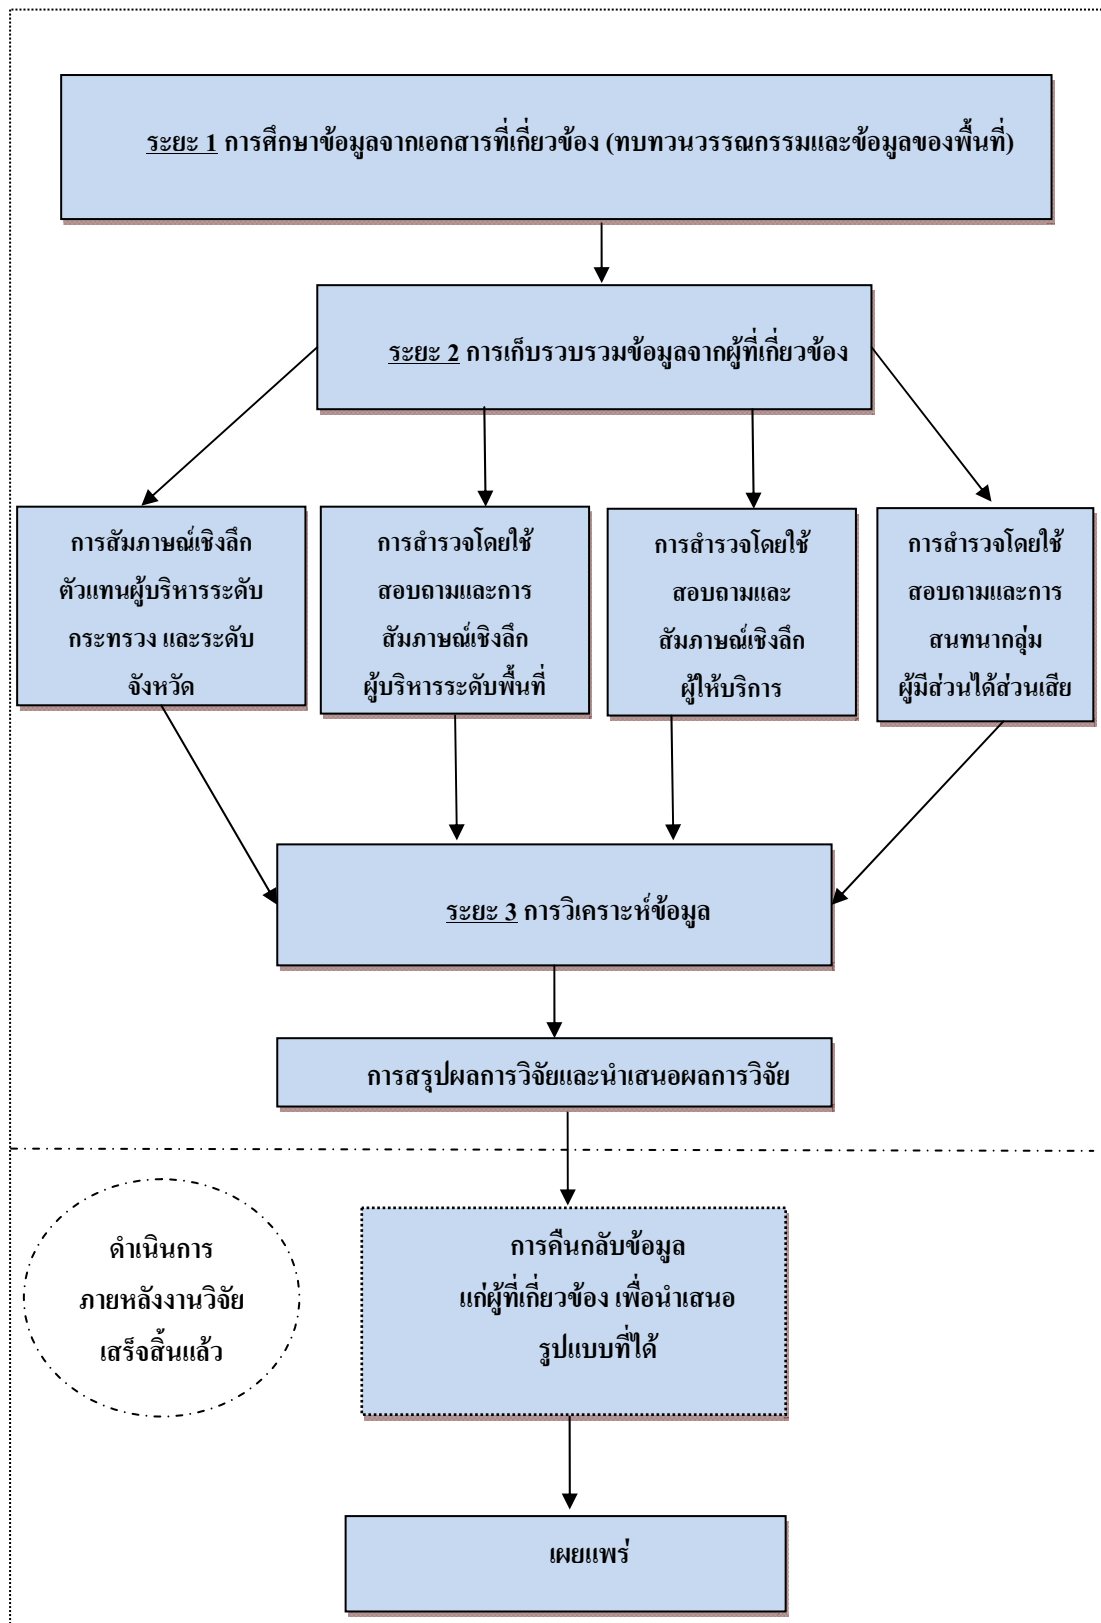 ระยะ 1 การศึกษาข้อมูลจากเอกสารที่เกี่ยวข้อง (ทบทวนวรรณกรรมและข้อมูลของพื้นที่)
ระยะ 2 การเก็บรวบรวมข้อมูลจากผู้ที่เกี่ยวข้อง
การสัมภาษณ์เชิงลึก
ตัวแทนผู้บริหารระดับ
กระทรวง และระดับ
จังหวัด
การสำรวจโดยใช้
สอบถามและการ
สัมภาษณ์เชิงลึก
ผู้บริหารระดับพื้นที่
การสำรวจโดยใช้
สอบถามและ
สัมภาษณ์เชิงลึก
ผู้ให้บริการ
การสำรวจโดยใช้
สอบถามและการ
สนทนากลุ่ม
ผู้มีส่วนได้ส่วนเสีย
ระยะ 3 การวิเคราะห์ข้อมูล
การสรุปผลการวิจัยและนำเสนอผลการวิจัย
ดำเนินการ
ภายหลังงานวิจัย
เสร็จสิ้นแล้ว
การคืนกลับข้อมูล
แก่ผู้ที่เกี่ยวข้อง เพื่อนำเสนอ
รูปแบบที่ได้
เผยแพร่